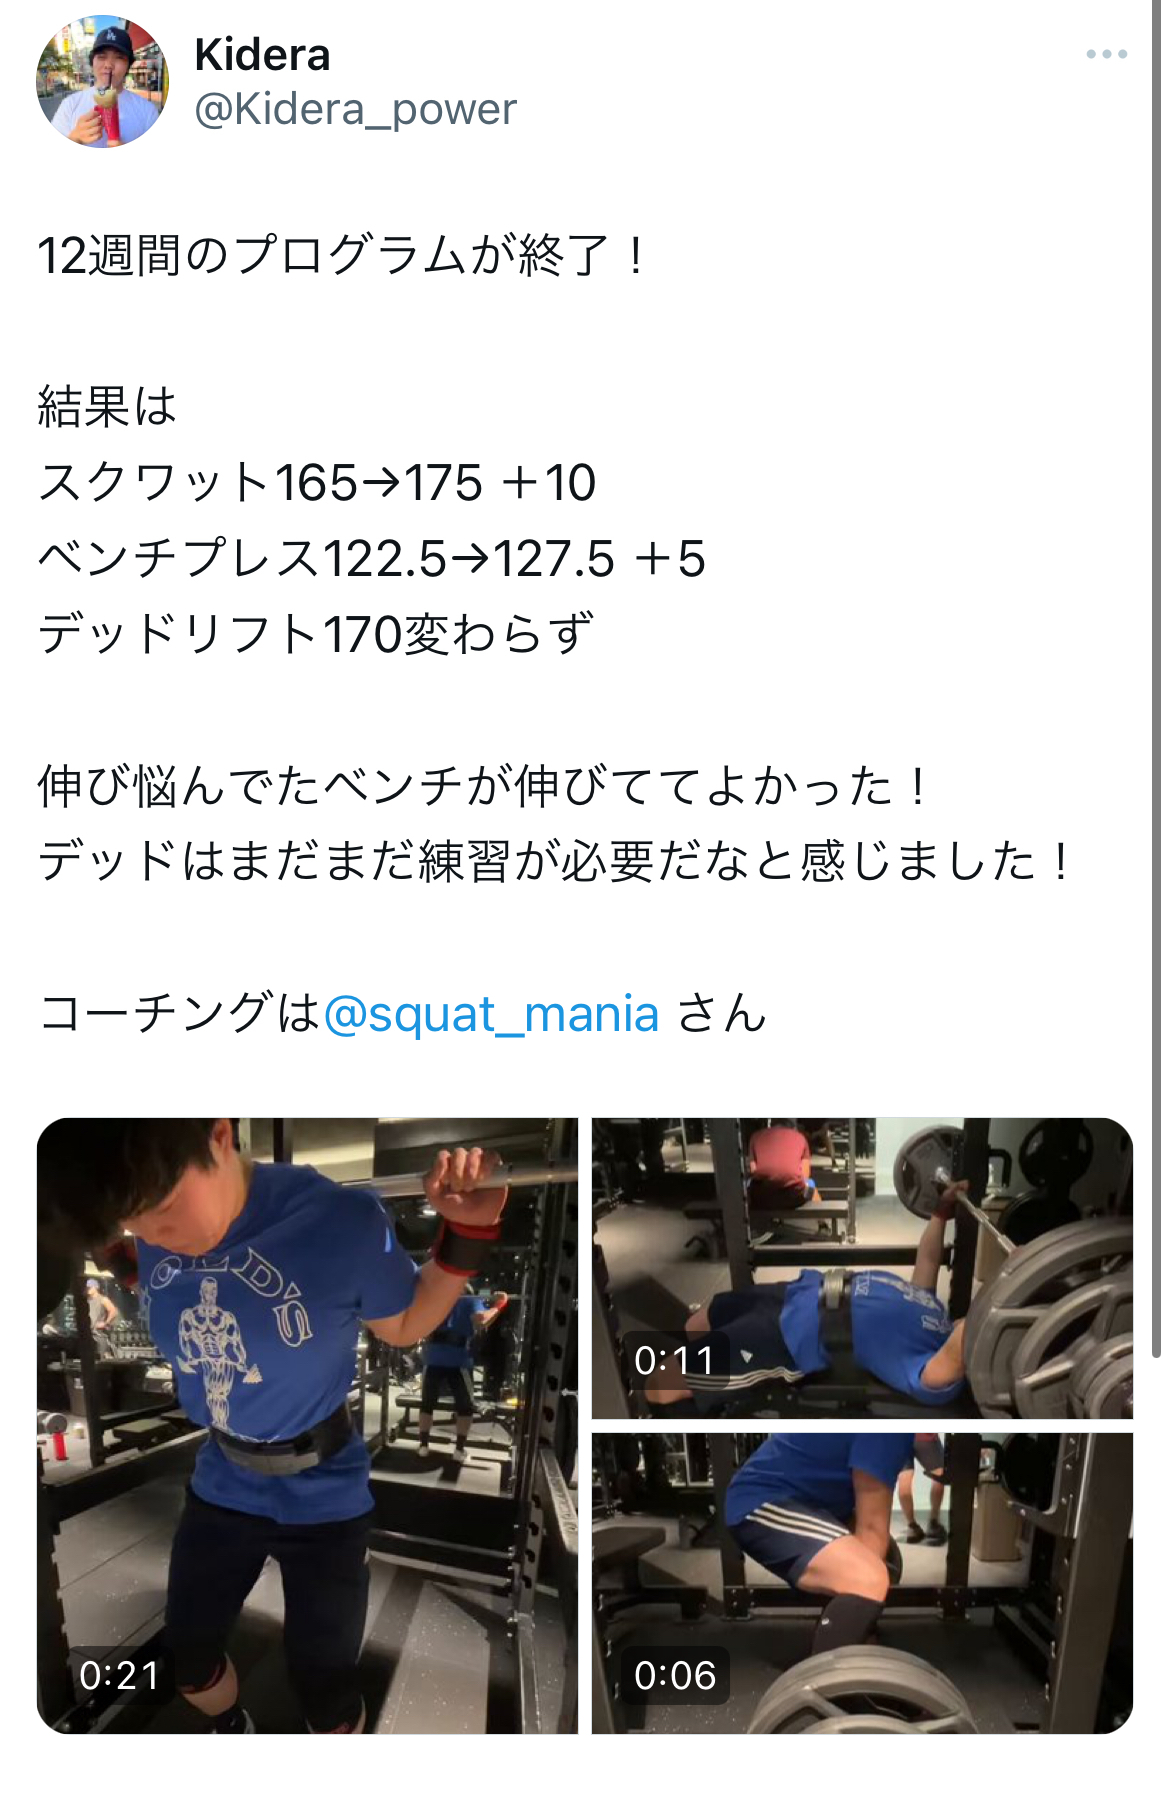 Kidera
@Kidera_power
12週間のプログラムが終了！
結果は
スクワット165→175 ＋10
ベンチプレス122.5→127.5 ＋5
デッドリフト170変わらず
伸び悩んでたベンチが伸びててよかった！
デッドはまだまだ練習が必要だなと感じました！
コーチングは@squat_mania さん
OLD'S
0:21
0:11
0:06